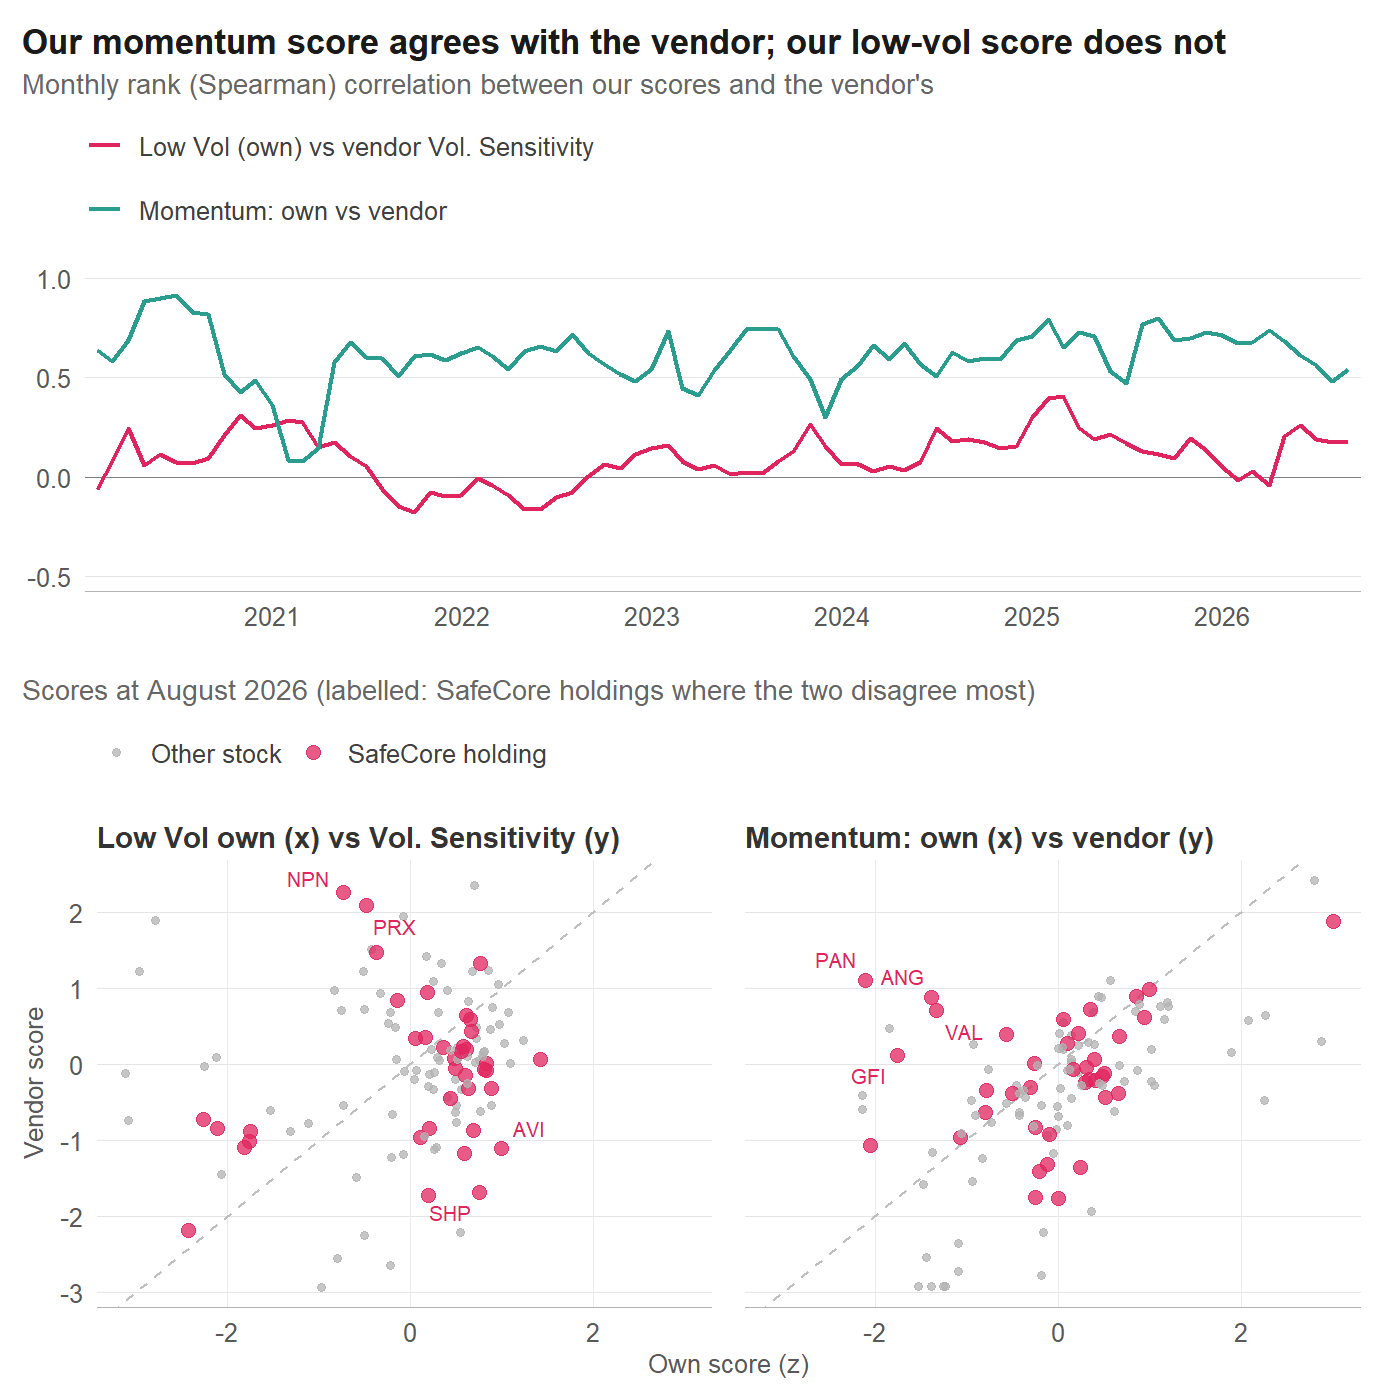 Our momentum score agrees with the vendor; our low-vol score does not
Monthly rank (Spearman) correlation between our scores and the vendor's
Low Vol (own) vs vendor Vol. Sensitivity
Momentum: own vs vendor
1.0
0.5
0.0
-0.5
2021 2022 2023 2024 2025 2026
Scores at August 2026 (labelled: SafeCore holdings where the two disagree most)
Other stock SafeCore holding
Low Vol own (x) vs Vol. Sensitivity (y)
Momentum: own (x) vs vendor (y)
Vendor score
2
1
0
-1
-2
-3
NPN
PRX
AVI
SHP
PAN
ANG
VAL
GFI
-2 0 2
-2 0 2
Own score (z)